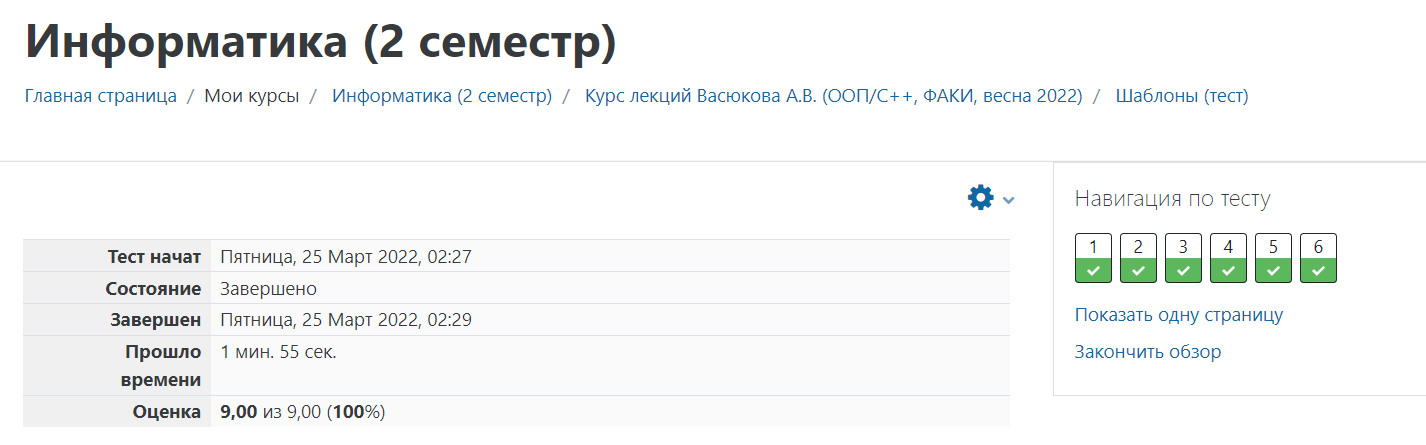 Информатика (2 семестр)
Главная страница / Мои курсы / Информатика (2 семестр) / Курс лекций Васюкова А.В. (ООП/C++, ФАКИ, весна 2022) / Шаблоны (тест)
Навигация по тесту
1 2 3 4 5 6
Показать одну страницу
Закончить обзор
Тест начат Пятница, 25 Март 2022, 02:27
Состояние Завершено
Завершен Пятница, 25 Март 2022, 02:29
Прошло 1 мин. 55 сек.
времени
Оценка 9,00 из 9,00 (100%)